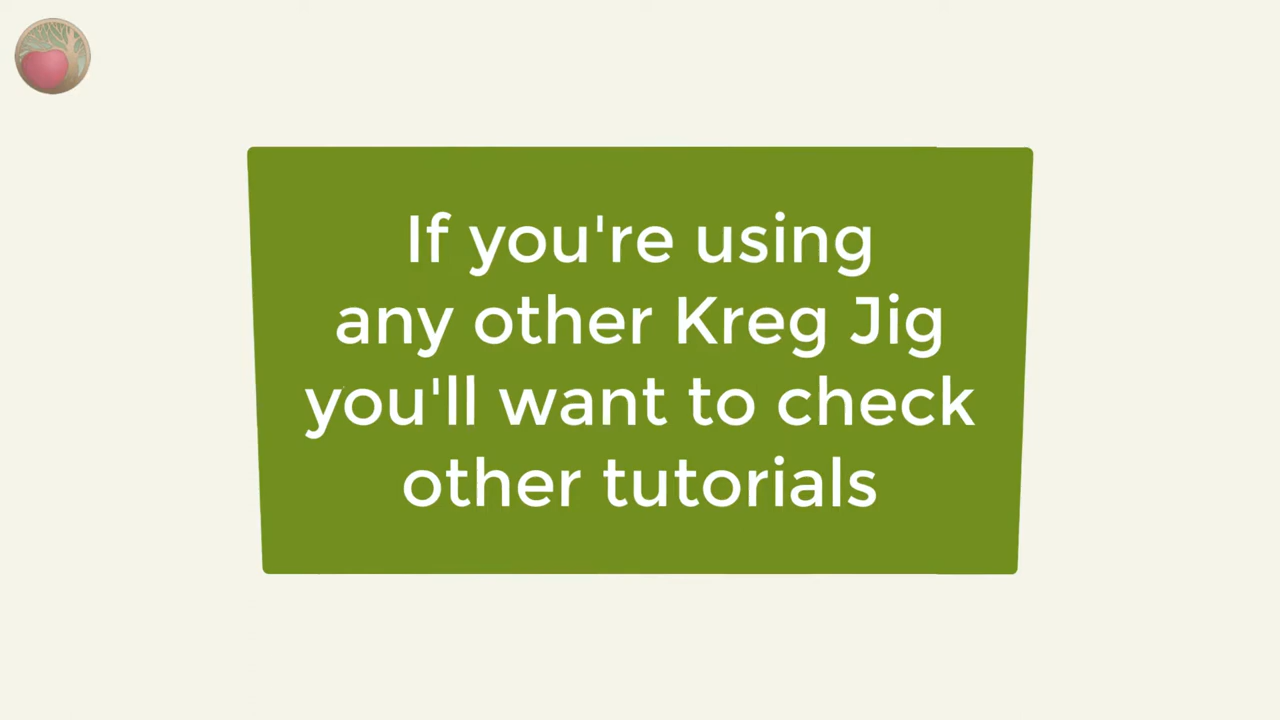 If you're using
any other Kreg Jig
you'll want to check
other tutorials